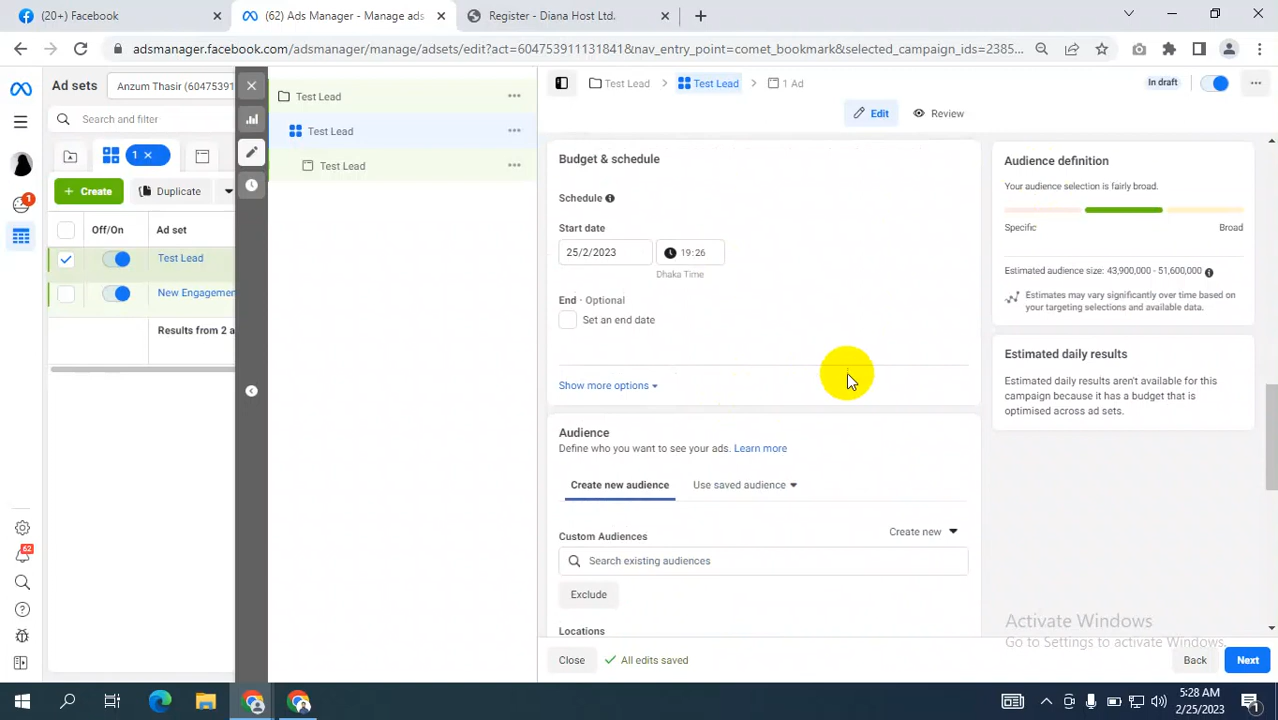 (20+) Facebook
(62) Ads Manager - Manage ads
Register - Diana Host Ltd.
adsmanager.facebook.com/adsmanager/manage/adsets/edit?act=604753911131841&nav_entry_point=comet_bookmark&selected_campaign_ids=2385...
Ad sets
Anzum Thasir (6047539
Search and filter
1
Create
Duplicate
Off/On
Ad set
Test Lead
New Engagemen
Results from 2 a
1
62
Test Lead
Test Lead
Test Lead
Test Lead
Test Lead
1 Ad
In draft
Edit
Review
Budget & schedule
Schedule
Start date
25/2/2023
19:26
Dhaka Time
End · Optional
Set an end date
Show more options
Audience
Define who you want to see your ads. Learn more
Create new audience
Use saved audience
Custom Audiences
Create new
Search existing audiences
Exclude
Locations
Audience definition
Your audience selection is fairly broad.
Specific
Broad
Estimated audience size: 43,900,000 - 51,600,000
Estimates may vary significantly over time based on
your targeting selections and available data.
Estimated daily results
Estimated daily results aren't available for this
campaign because it has a budget that is
optimised across ad sets.
Activate Windows
Go to Settings to activate Windows.
Close
All edits saved
Back
Next
5:28 AM
2/25/2023
1